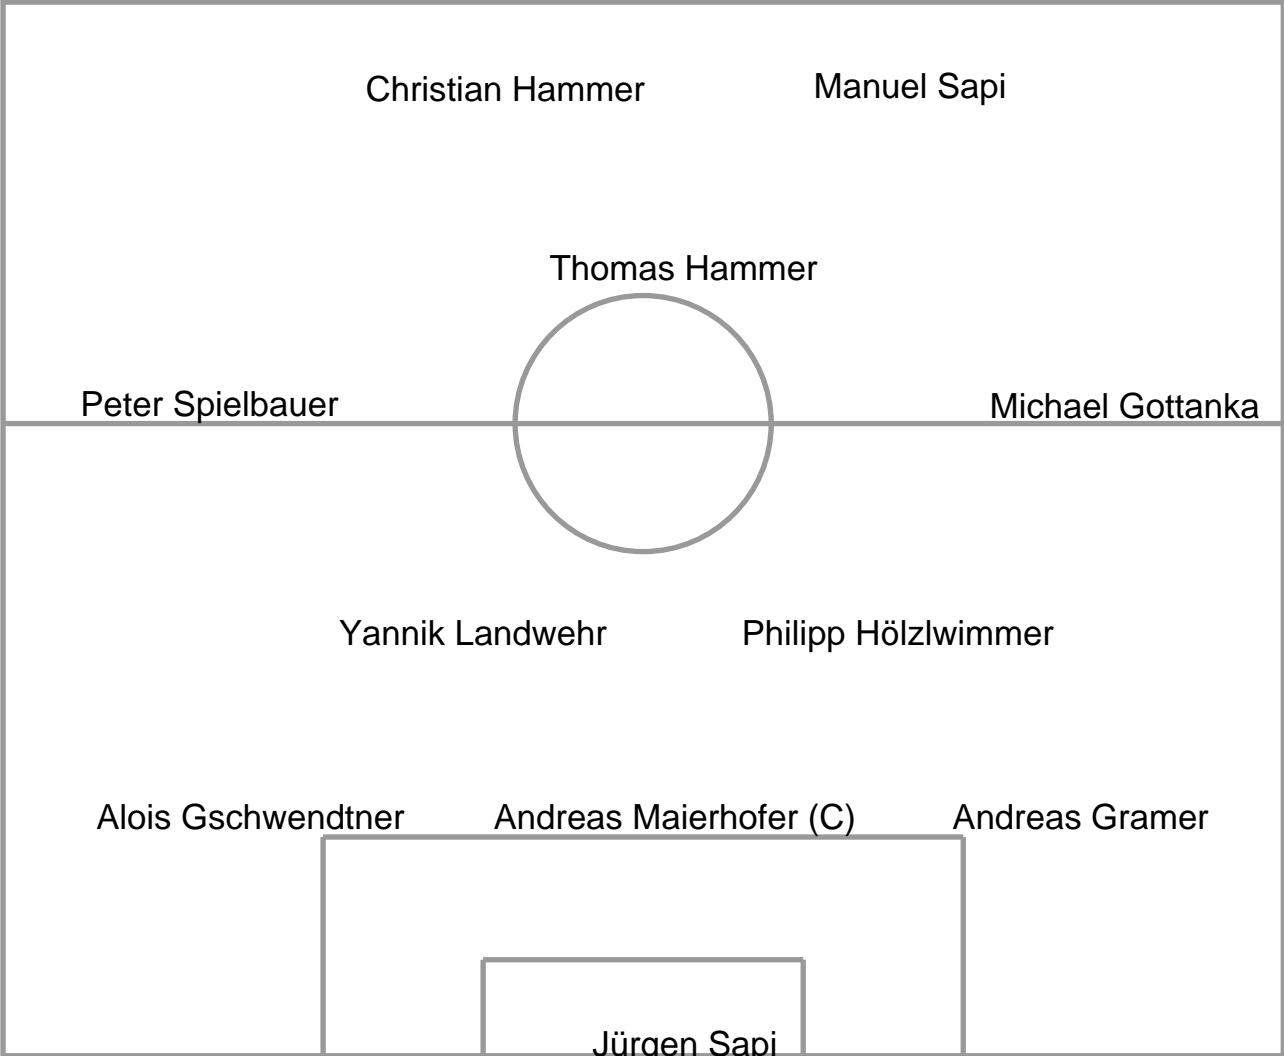 Christian Hammer
Manuel Sapi
Thomas Hammer
Peter Spielbauer
Michael Gottanka
Yannik Landwehr
Philipp Hölzlwimmer
Alois Gschwendtner
Andreas Maierhofer (C)
Andreas Gramer
Jürgen Sapi